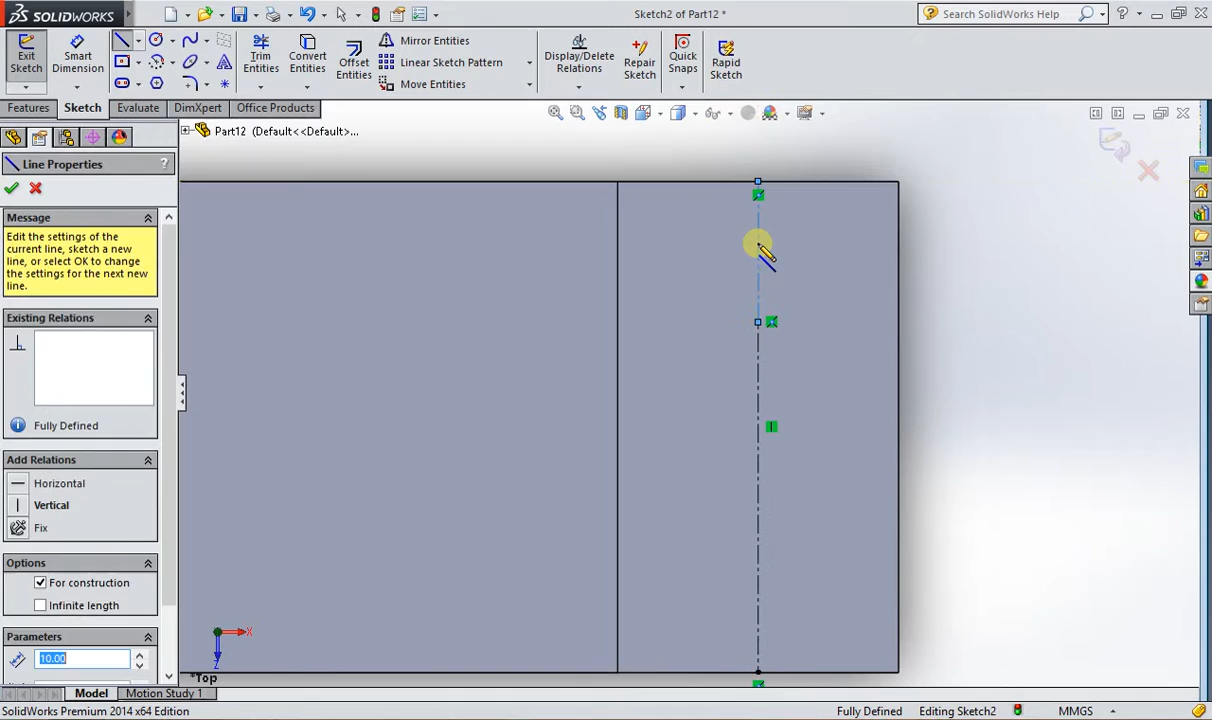 SOLIDWORKS
Sketch2 of Part12 *
Search SolidWorks Help
Exit Sketch
Smart Dimension
Trim Entities
Convert Entities
Offset Entities
Mirror Entities
Linear Sketch Pattern
Move Entities
Display/Delete Relations
Repair Sketch
Quick Snaps
Rapid Sketch
Features
Sketch
Evaluate
DimXpert
Office Products
Part12 (Default<<Default>...
Line Properties
?
Message
Edit the settings of the
current line, sketch a new
line, or select OK to change
the settings for the next new
line.
Existing Relations
Fully Defined
Add Relations
Horizontal
Vertical
Fix
Options
For construction
Infinite length
Parameters
10.00
X
Z
*Top
Model
Motion Study 1
SolidWorks Premium 2014 x64 Edition
Fully Defined
Editing Sketch2
MMGS